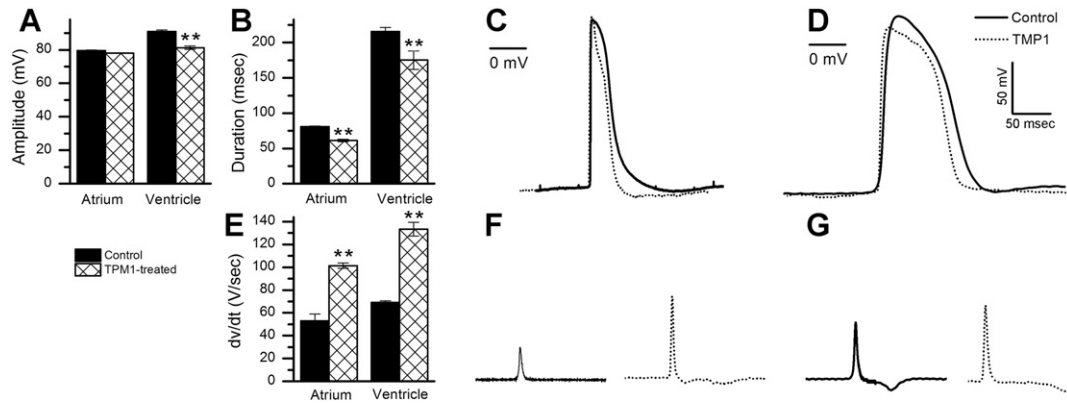 A
Amplitude (mV)
80
60
40
20
0
Atrium
Ventricle
**
B
Duration (msec)
200
150
100
50
0
**
**
Atrium
Ventricle
C
0 mV
D
0 mV
Control
TMP1
50 mV
50 msec
Control
TPM1-treated
E
dv/dt (V/sec)
140
120
100
80
60
40
20
0
**
**
Atrium
Ventricle
F
G